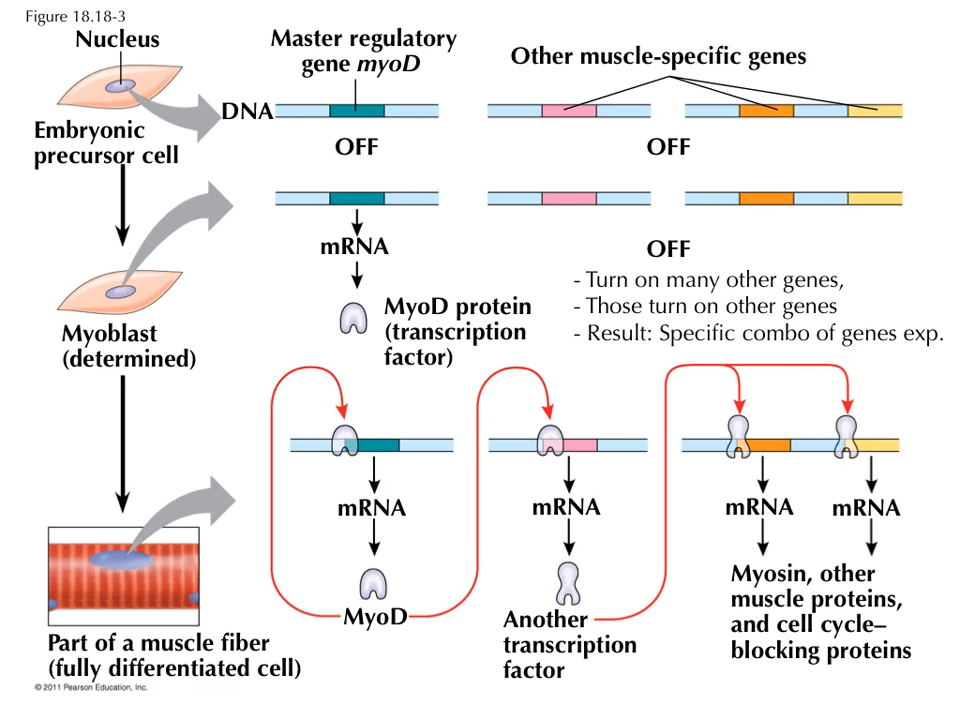 Figure 18.18-3
Nucleus
Master regulatory
gene myoD
Other muscle-specific genes
DNA
Embryonic
precursor cell
OFF
OFF
mRNA
OFF
- Turn on many other genes,
- Those turn on other genes
- Result: Specific combo of genes exp.
MyoD protein
(transcription
factor)
Myoblast
(determined)
mRNA
mRNA
mRNA
mRNA
MyoD
Another
transcription
factor
Myosin, other
muscle proteins,
and cell cycle–
blocking proteins
Part of a muscle fiber
(fully differentiated cell)
© 2011 Pearson Education, Inc.